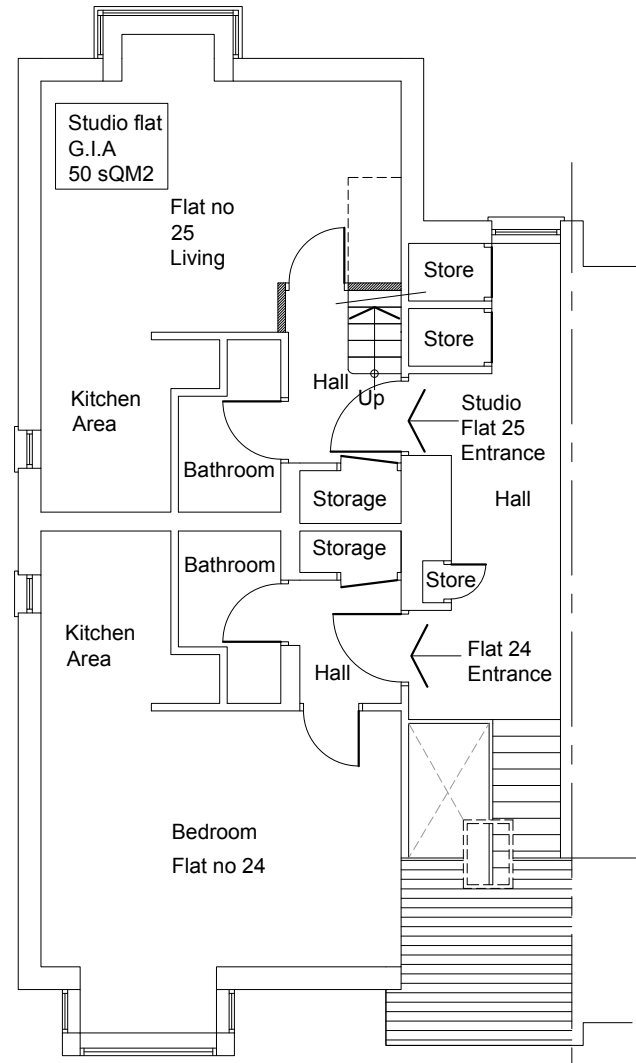 Studio flat
G.I.A
50 sQM2
Flat no
25
Living
Store
Store
Hall
Up
Kitchen
Area
Studio
Flat 25
Entrance
Bathroom
Storage
Hall
Storage
Bathroom
Store
Kitchen
Area
Flat 24
Entrance
Hall
Bedroom
Flat no 24